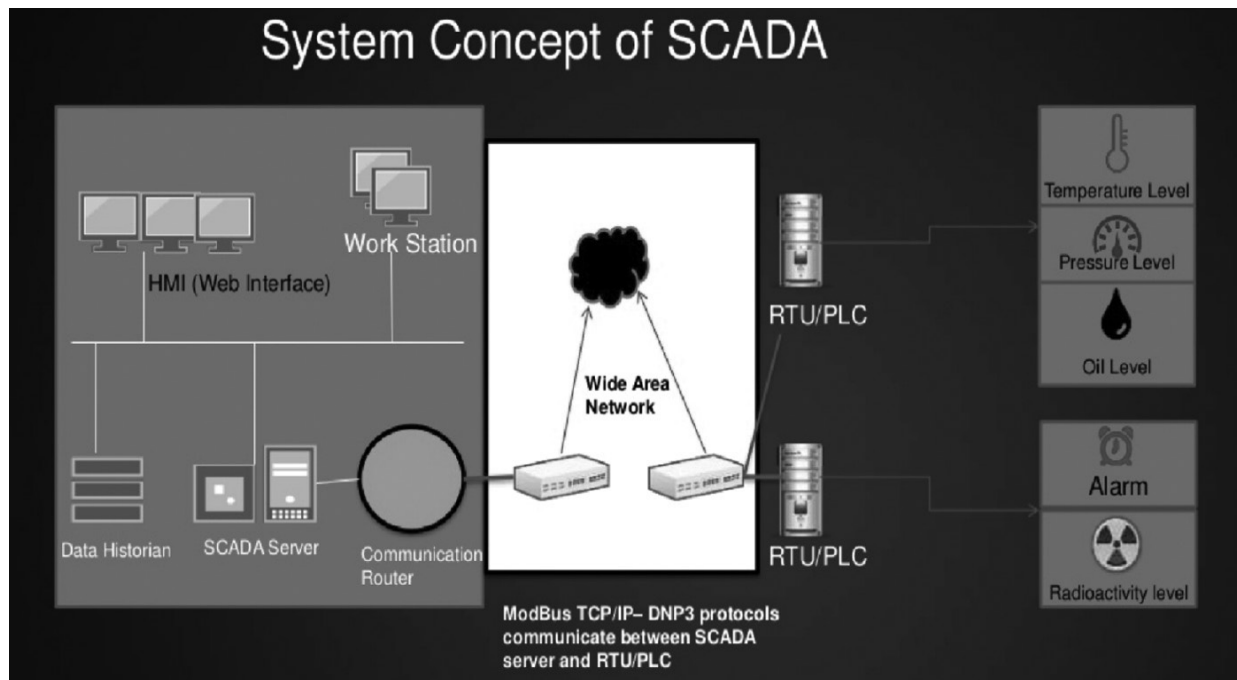 System Concept of SCADA
Work Station
HMI (Web Interface)
Data Historian
SCADA Server
Communication
Router
Wide Area
Network
RTU/PLC
RTU/PLC
Temperature Level
Pressure Level
Oil Level
Alarm
Radioactivity level
ModBus TCP/IP– DNP3 protocols
communicate between SCADA
server and RTU/PLC